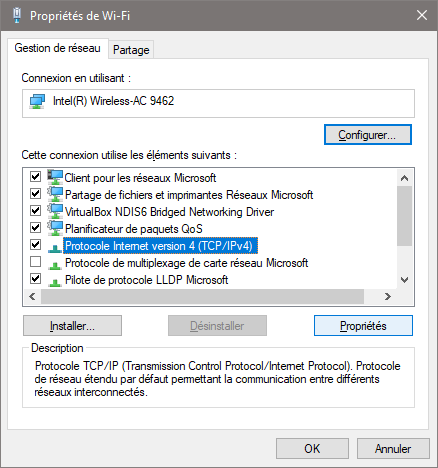 Propriétés de Wi-Fi
Gestion de réseau
Partage
Connexion en utilisant :
Intel(R) Wireless-AC 9462
Configurer...
Cette connexion utilise les éléments suivants :
Client pour les réseaux Microsoft
Partage de fichiers et imprimantes Réseaux Microsoft
VirtualBox NDIS6 Bridged Networking Driver
Planificateur de paquets QoS
Protocole Internet version 4 (TCP/IPv4)
Protocole de multiplexage de carte réseau Microsoft
Pilote de protocole LLDP Microsoft
Installer...
Désinstaller
Propriétés
Description
Protocole TCP/IP (Transmission Control Protocol/Internet Protocol). Protocole
de réseau étendu par défaut permettant la communication entre différents
réseaux interconnectés.
OK
Annuler